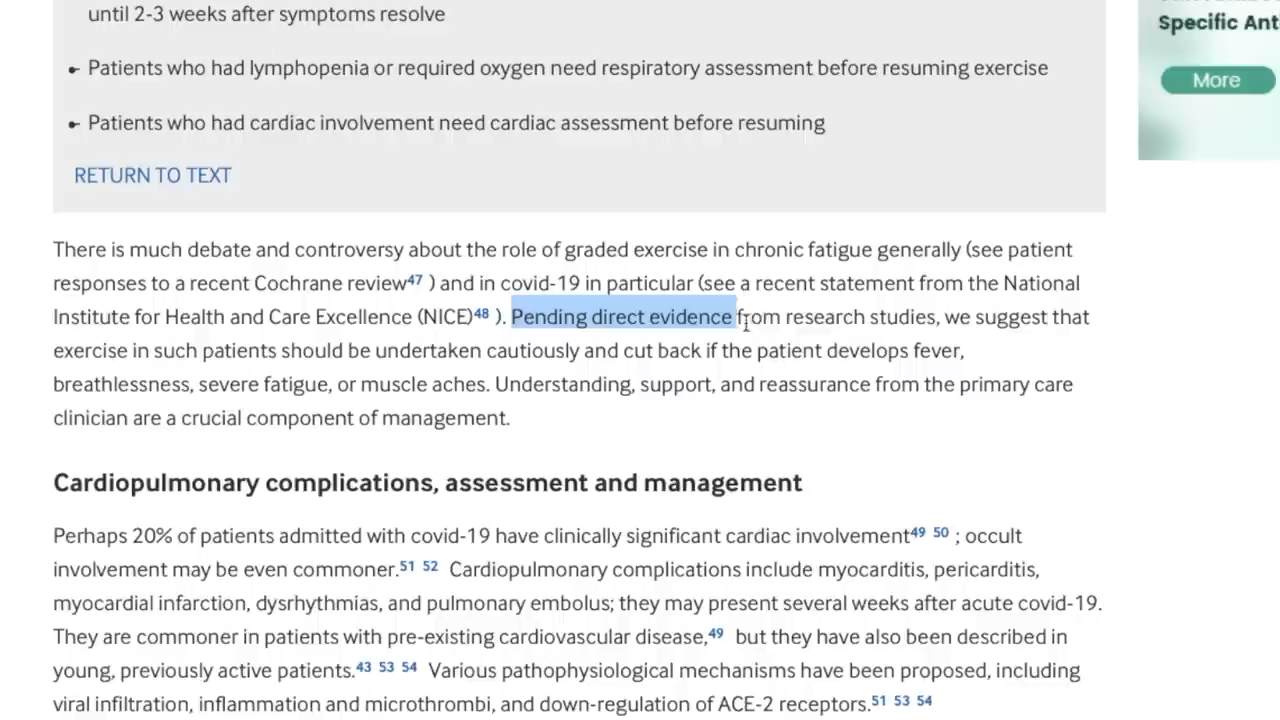 until 2-3 weeks after symptoms resolve
Specific Ant
Patients who had lymphopenia or required oxygen need respiratory assessment before resuming exercise
More
Patients who had cardiac involvement need cardiac assessment before resuming
RETURN TO TEXT
There is much debate and controversy about the role of graded exercise in chronic fatigue generally (see patient
responses to a recent Cochrane review47 ) and in covid-19 in particular (see a recent statement from the National
Institute for Health and Care Excellence (NICE)48 ). Pending direct evidence from research studies, we suggest that
exercise in such patients should be undertaken cautiously and cut back if the patient develops fever,
breathlessness, severe fatigue, or muscle aches. Understanding, support, and reassurance from the primary care
clinician are a crucial component of management.
Cardiopulmonary complications, assessment and management
Perhaps 20% of patients admitted with covid-19 have clinically significant cardiac involvement49 50 ; occult
involvement may be even commoner.51 52 Cardiopulmonary complications include myocarditis, pericarditis,
myocardial infarction, dysrhythmias, and pulmonary embolus; they may present several weeks after acute covid-19.
They are commoner in patients with pre-existing cardiovascular disease,49 but they have also been described in
young, previously active patients.43 53 54 Various pathophysiological mechanisms have been proposed, including
viral infiltration, inflammation and microthrombi, and down-regulation of ACE-2 receptors.51 53 54